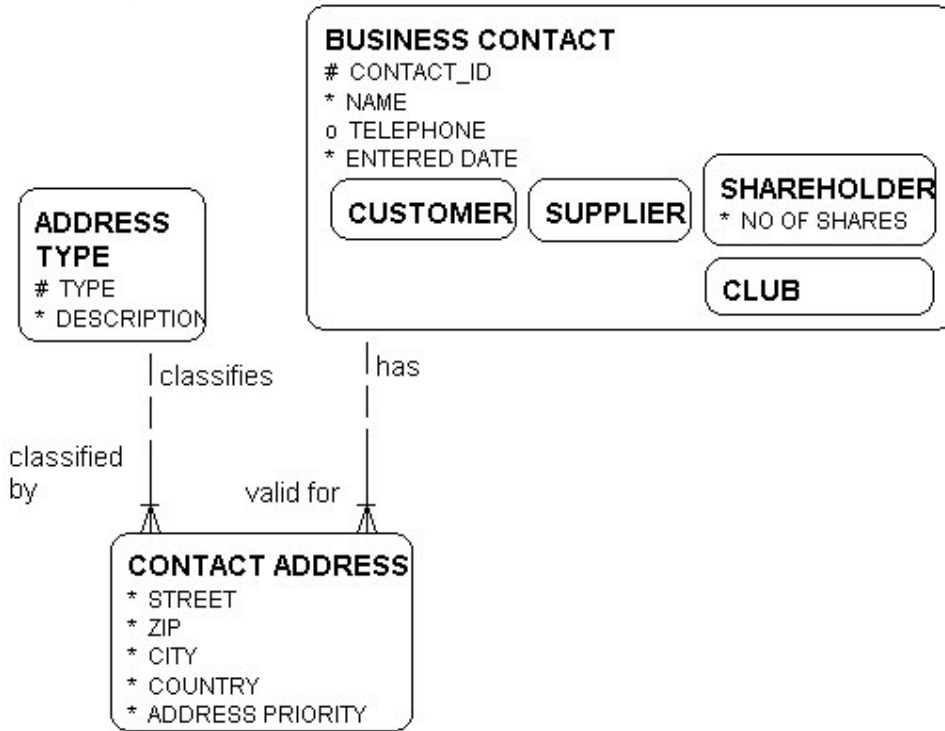 BUSINESS CONTACT
# CONTACT_ID
* NAME
o TELEPHONE
* ENTERED DATE
CUSTOMER
SUPPLIER
SHAREHOLDER
* NO OF SHARES
CLUB
ADDRESS
TYPE
# TYPE
* DESCRIPTION
classifies
has
classified
by
valid for
CONTACT ADDRESS
* STREET
* ZIP
* CITY
* COUNTRY
* ADDRESS PRIORITY